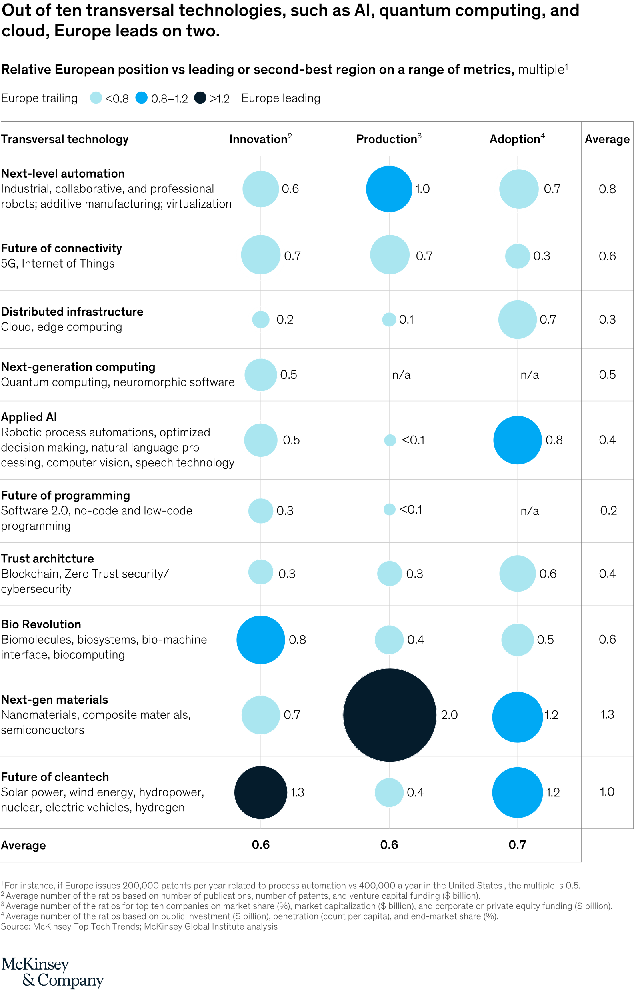 Out of ten transversal technologies, such as AI, quantum computing, and
cloud, Europe leads on two.
Relative European position vs leading or second-best region on a range of metrics, multiple¹
Europe trailing <0.8 0.8–1.2 >1.2 Europe leading
Transversal technology Innovation² Production³ Adoption⁴ Average
Next-level automation
Industrial, collaborative, and professional
robots; additive manufacturing; virtualization
0.6 1.0 0.7 0.8
Future of connectivity
5G, Internet of Things
0.7 0.7 0.3 0.6
Distributed infrastructure
Cloud, edge computing
0.2 0.1 0.7 0.3
Next-generation computing
Quantum computing, neuromorphic software
0.5 n/a n/a 0.5
Applied AI
Robotic process automations, optimized
decision making, natural language pro-
cessing, computer vision, speech technology
0.5 <0.1 0.8 0.4
Future of programming
Software 2.0, no-code and low-code
programming
0.3 <0.1 n/a 0.2
Trust architcture
Blockchain, Zero Trust security/
cybersecurity
0.3 0.3 0.6 0.4
Bio Revolution
Biomolecules, biosystems, bio-machine
interface, biocomputing
0.8 0.4 0.5 0.6
Next-gen materials
Nanomaterials, composite materials,
semiconductors
0.7 2.0 1.2 1.3
Future of cleantech
Solar power, wind energy, hydropower,
nuclear, electric vehicles, hydrogen
1.3 0.4 1.2 1.0
Average 0.6 0.6 0.7
¹ For instance, if Europe issues 200,000 patents per year related to process automation vs 400,000 a year in the United States , the multiple is 0.5.
² Average number of the ratios based on number of publications, number of patents, and venture capital funding ($ billion).
³ Average number of the ratios for top ten companies on market share (%), market capitalization ($ billion), and corporate or private equity funding ($ billion).
⁴ Average number of the ratios based on public investment ($ billion), penetration (count per capita), and end-market share (%).
Source: McKinsey Top Tech Trends; McKinsey Global Institute analysis
McKinsey
& Company